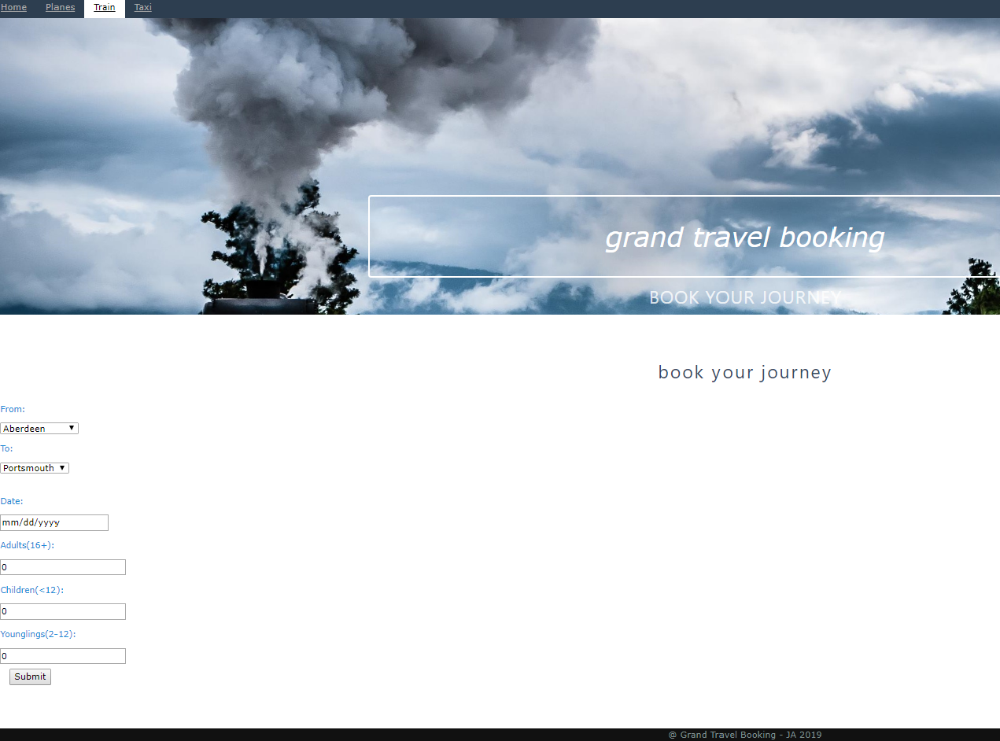 Home Planes Train Taxi
grand travel booking
BOOK YOUR JOURNEY
book your journey
From:
Aberdeen
To:
Portsmouth
Date:
mm/dd/yyyy
Adults(16+):
0
Children(<12):
0
Younglings(2-12):
0
Submit
@ Grand Travel Booking - JA 2019